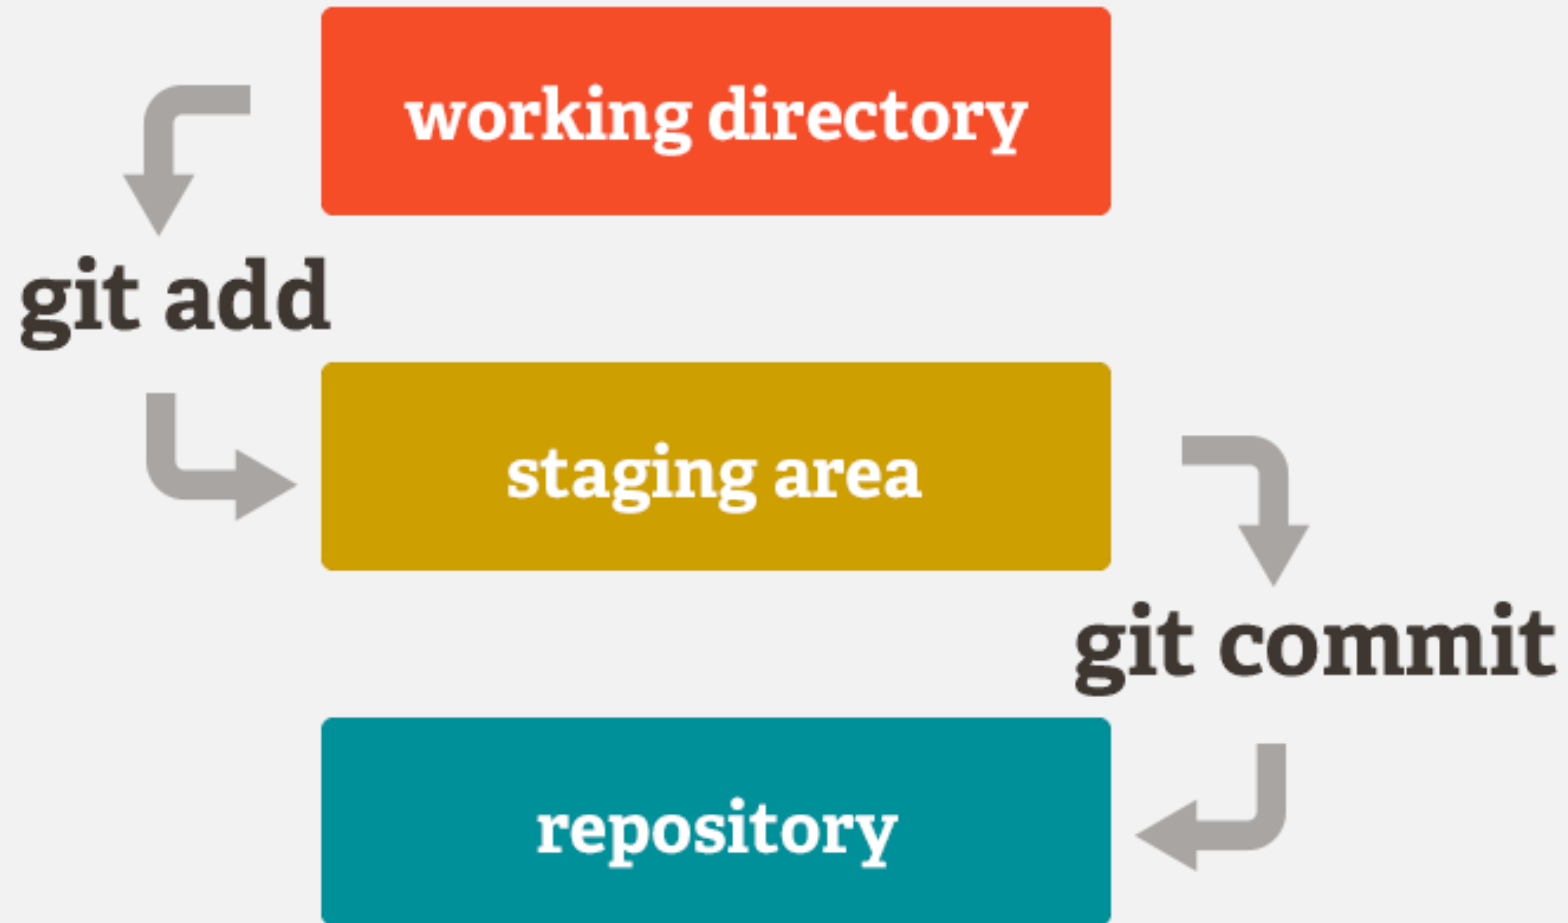 working directory
git add
staging area
git commit
repository